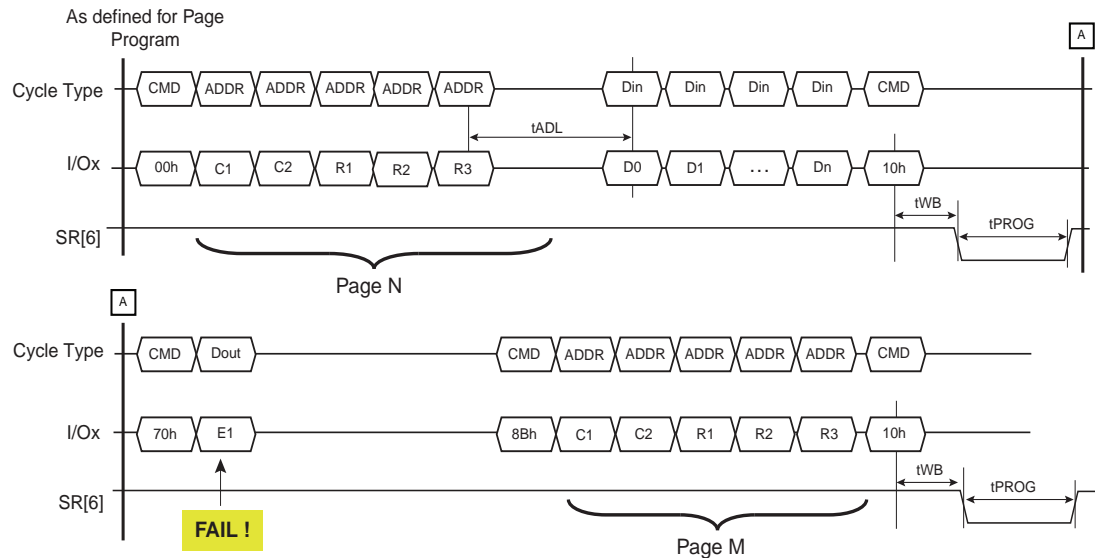 As defined for Page
Program
A
Cycle Type CMD ADDR ADDR ADDR ADDR ADDR Din Din Din Din CMD
tADL
I/Ox 00h C1 C2 R1 R2 R3 D0 D1 ... Dn 10h
tWB tPROG
SR[6]
Page N
A
Cycle Type CMD Dout CMD ADDR ADDR ADDR ADDR ADDR CMD
I/Ox 70h E1 8Bh C1 C2 R1 R2 R3 10h
tWB tPROG
SR[6]
FAIL !
Page M